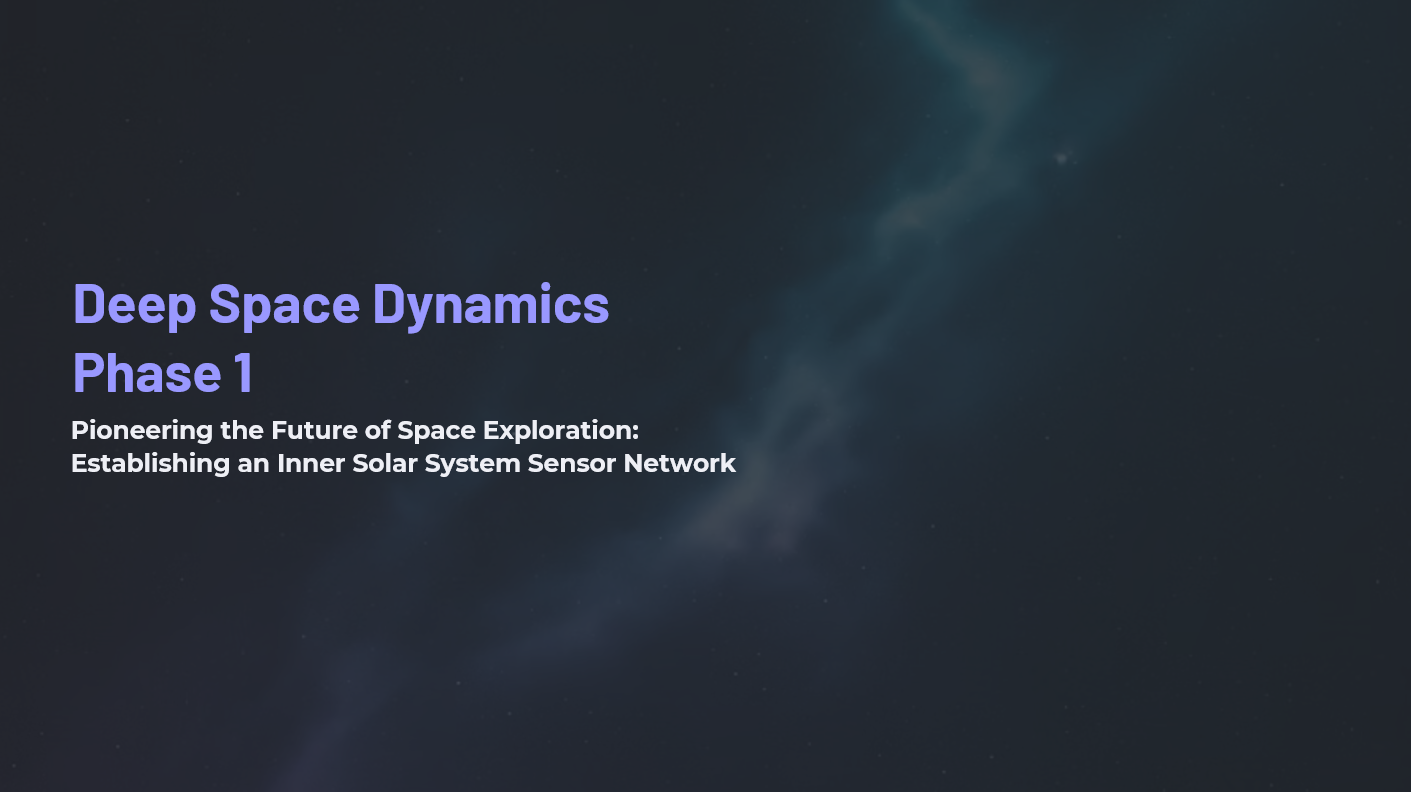 Deep Space Dynamics
Phase 1
Pioneering the Future of Space Exploration:
Establishing an Inner Solar System Sensor Network